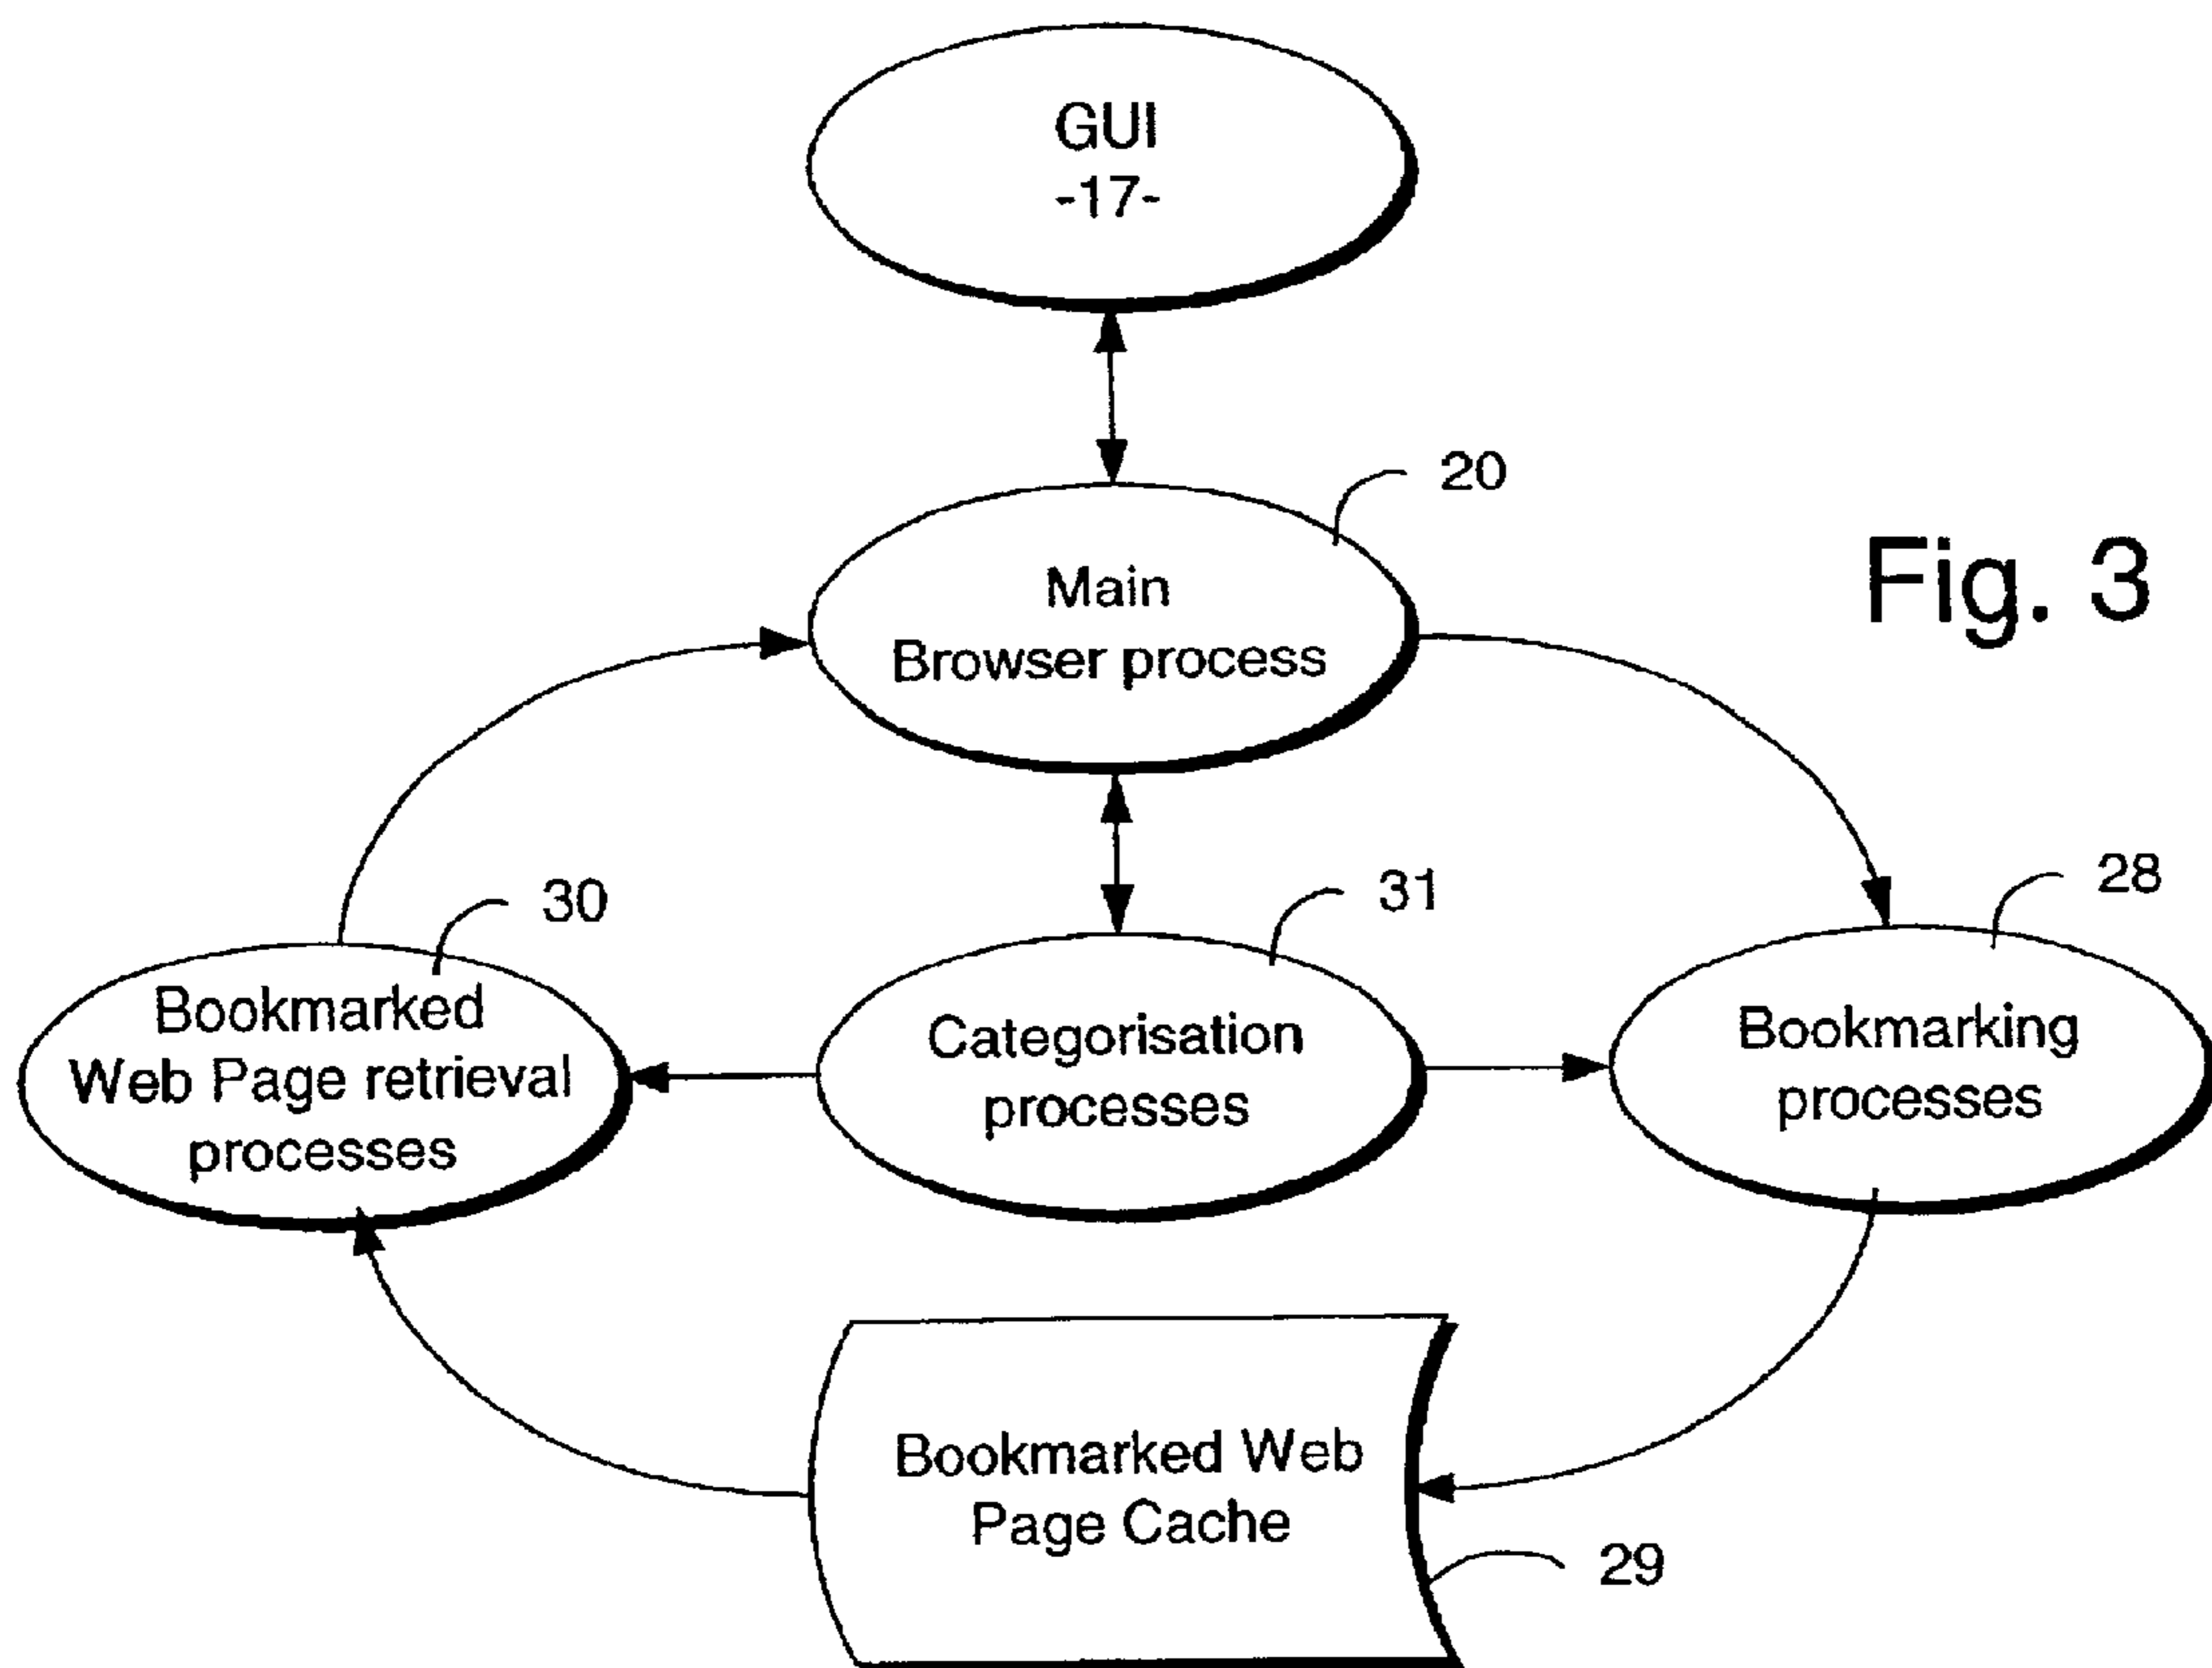 GUI
-17-
20
Fig. 3
Main
Browser process
30
31
28
Bookmarked
Web Page retrieval
processes
Categorisation
processes
Bookmarking
processes
Bookmarked Web
Page Cache
29